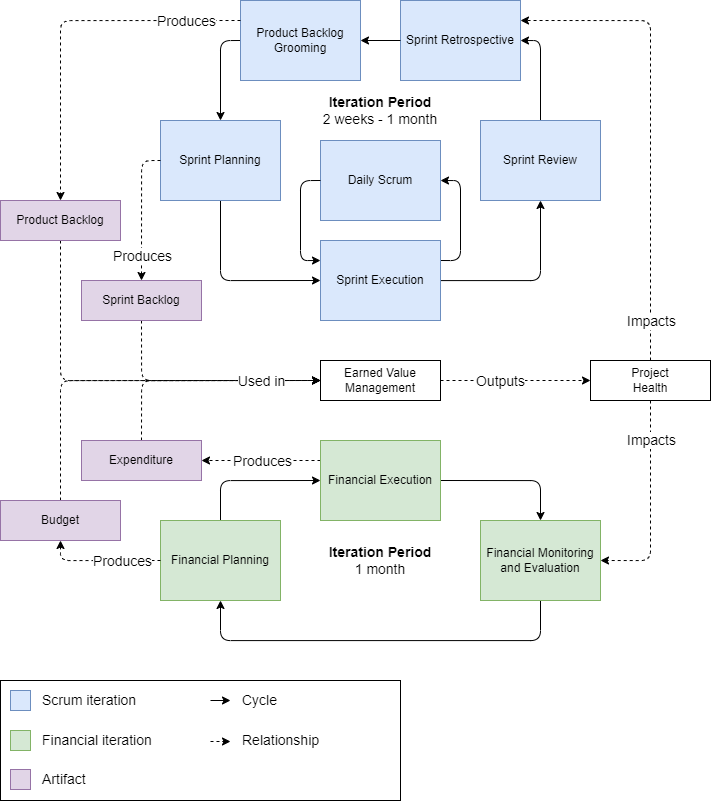 Produces
Product Backlog
Grooming
Sprint Retrospective
Iteration Period
2 weeks - 1 month
Sprint Planning
Daily Scrum
Sprint Review
Product Backlog
Produces
Sprint Backlog
Sprint Execution
Impacts
Used in
Earned Value
Management
Outputs
Project
Health
Impacts
Expenditure
Produces
Financial Execution
Budget
Produces
Financial Planning
Iteration Period
1 month
Financial Monitoring
and Evaluation
Scrum iteration
Cycle
Financial iteration
Relationship
Artifact